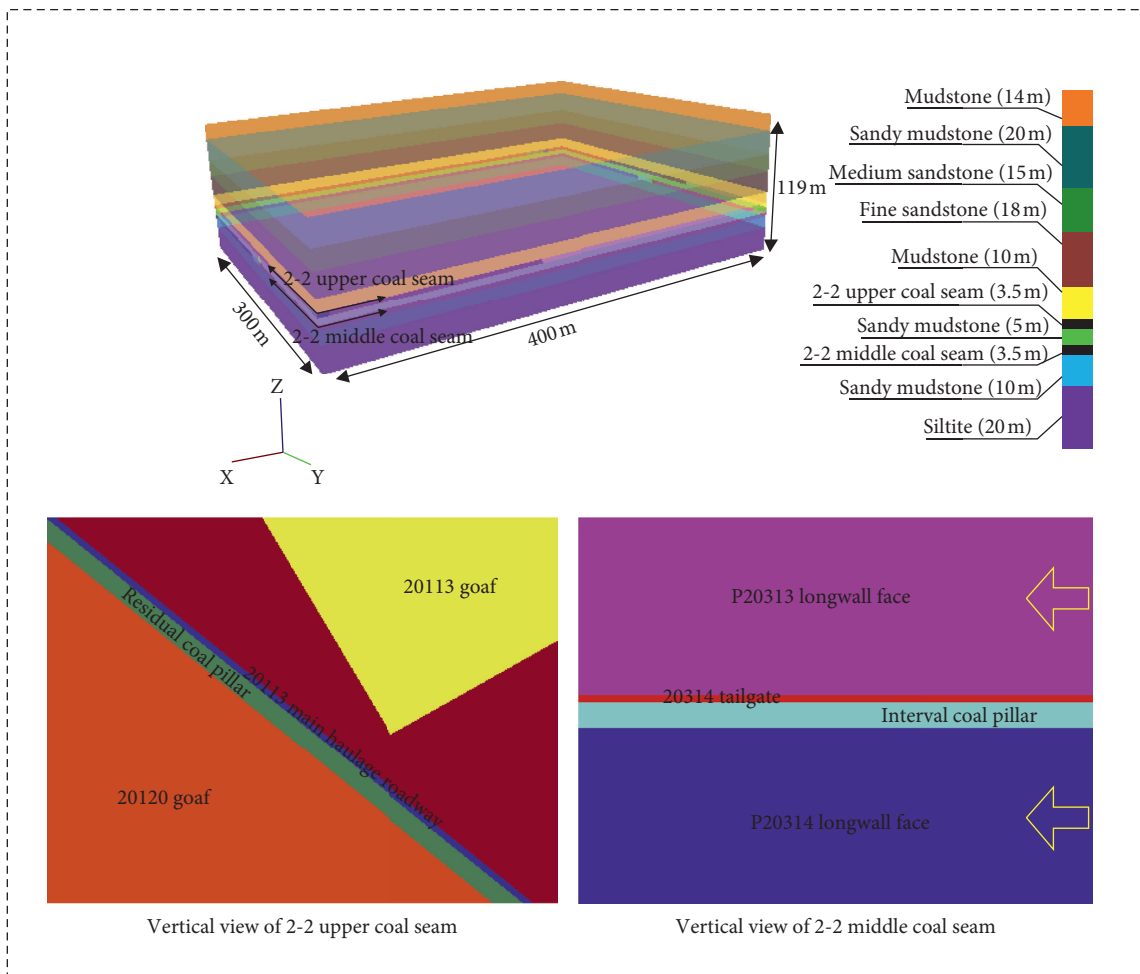 Mudstone (14 m)
Sandy mudstone (20 m)
Medium sandstone (15 m)
Fine sandstone (18 m)
Mudstone (10 m)
2-2 upper coal seam (3.5 m)
Sandy mudstone (5 m)
2-2 middle coal seam (3.5 m)
Sandy mudstone (10 m)
Siltite (20 m)
119 m
2-2 upper coal seam
2-2 middle coal seam
300 m
400 m
Z
X
Y
20113 goaf
Residual coal pillar
20113 main haulage roadway
20120 goaf
Vertical view of 2-2 upper coal seam
P20313 longwall face
20314 tailgate
Interval coal pillar
P20314 longwall face
Vertical view of 2-2 middle coal seam